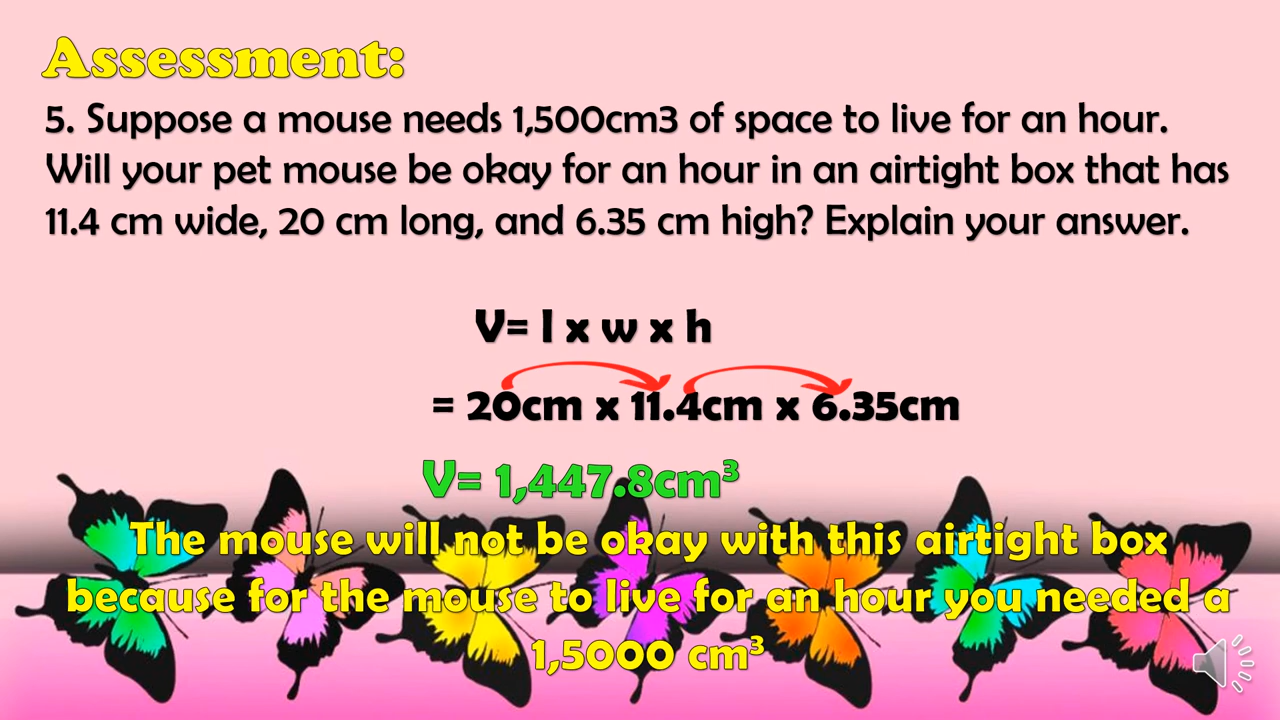 Assessment:
5. Suppose a mouse needs 1,500cm3 of space to live for an hour.
Will your pet mouse be okay for an hour in an airtight box that has
11.4 cm wide, 20 cm long, and 6.35 cm high? Explain your answer.
V= l x w x h
= 20cm x 11.4cm x 6.35cm
V= 1,447.8cm³
The mouse will not be okay with this airtight box
because for the mouse to live for an hour you needed a
1,5000 cm³